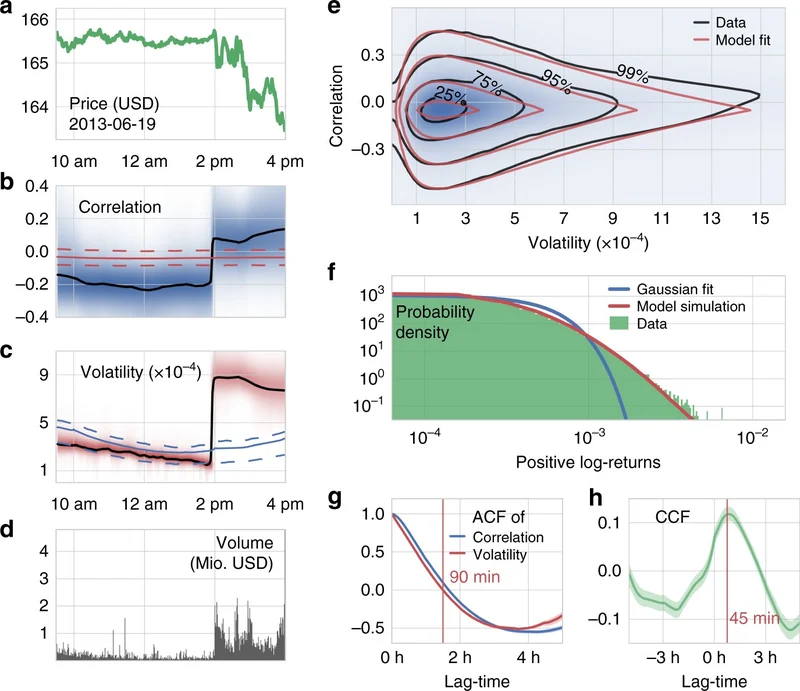 a
166
165
164
Price (USD)
2013-06-19
10 am 12 am 2 pm 4 pm
b
0.4
0.2
0.0
−0.2
−0.4
Correlation
c
9
5
1
Volatility (×10⁻⁴)
10 am 12 am 2 pm 4 pm
d
4
3
2
1
Volume
(Mio. USD)
e
Correlation
0.3
0.0
−0.3
Data
Model fit
25%
75%
95%
99%
1 3 5 7 9 11 13 15
Volatility (×10⁻⁴)
f
10³
10²
10¹
10⁰
10⁻¹
Probability
density
Gaussian fit
Model simulation
Data
10⁻⁴ 10⁻³ 10⁻²
Positive log-returns
g
1.0
0.5
0.0
−0.5
ACF of
Correlation
Volatility
90 min
0 h 2 h 4 h
Lag-time
h
0.1
0.0
−0.1
CCF
45 min
−3 h 0 h 3 h
Lag-time